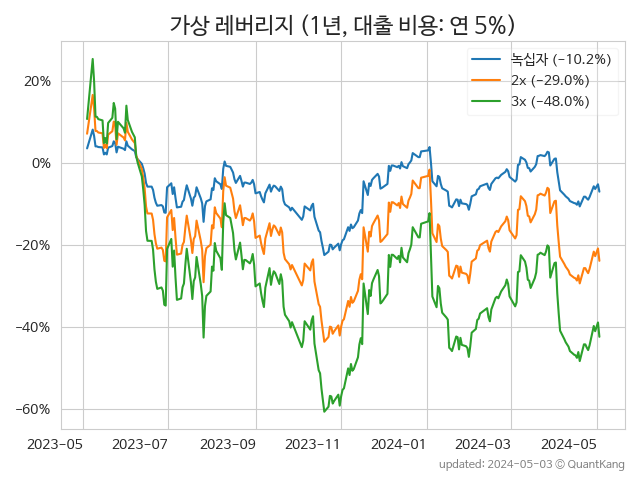 가상 레버리지 (1년, 대출 비용: 연 5%)
녹십자 (−10.2%)
2x (−29.0%)
3x (−48.0%)
20%
0%
−20%
−40%
−60%
2023-05 2023-07 2023-09 2023-11 2024-01 2024-03 2024-05
updated: 2024-05-03 © QuantKang